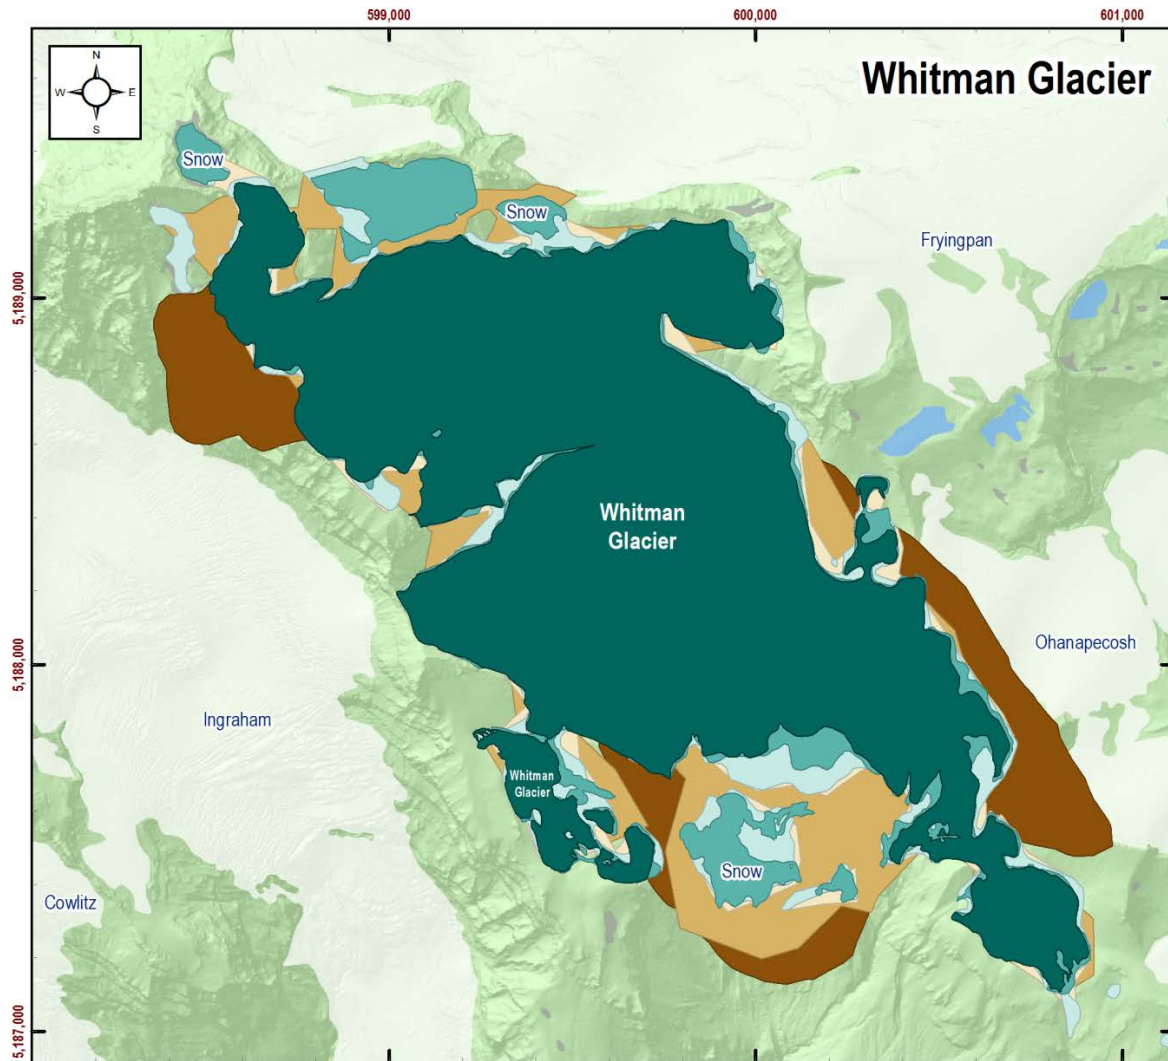 599,000
600,000
601,000
Whitman Glacier
N
W
E
S
Snow
Snow
Fryingpan
5,189,000
Whitman
Glacier
Ohanapecosh
5,188,000
Ingraham
Whitman
Glacier
Snow
Cowlitz
5,187,000